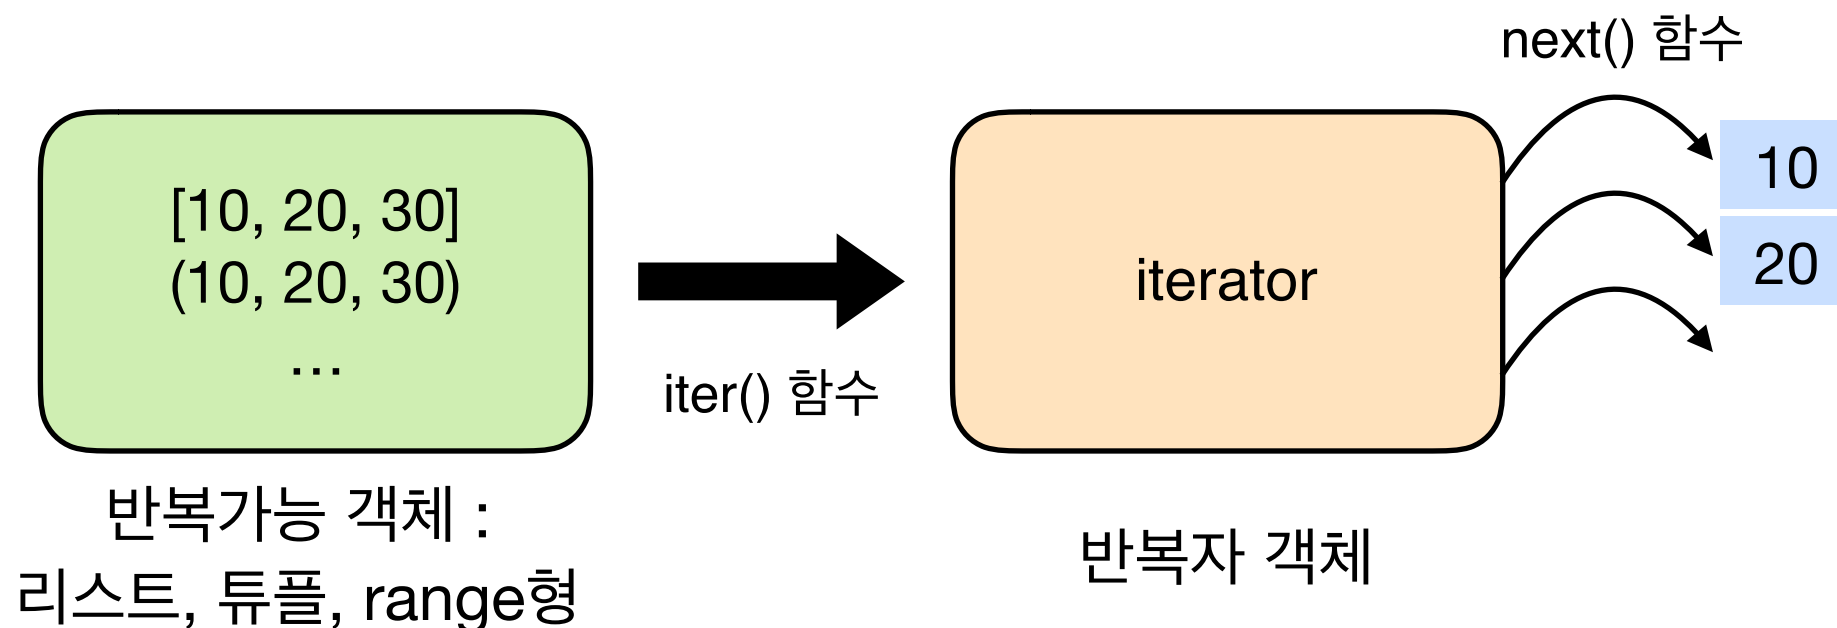 next() 함수
[10, 20, 30]
(10, 20, 30)
...
iter() 함수
iterator
10
20
반복가능 객체 :
리스트, 튜플, range형
반복자 객체